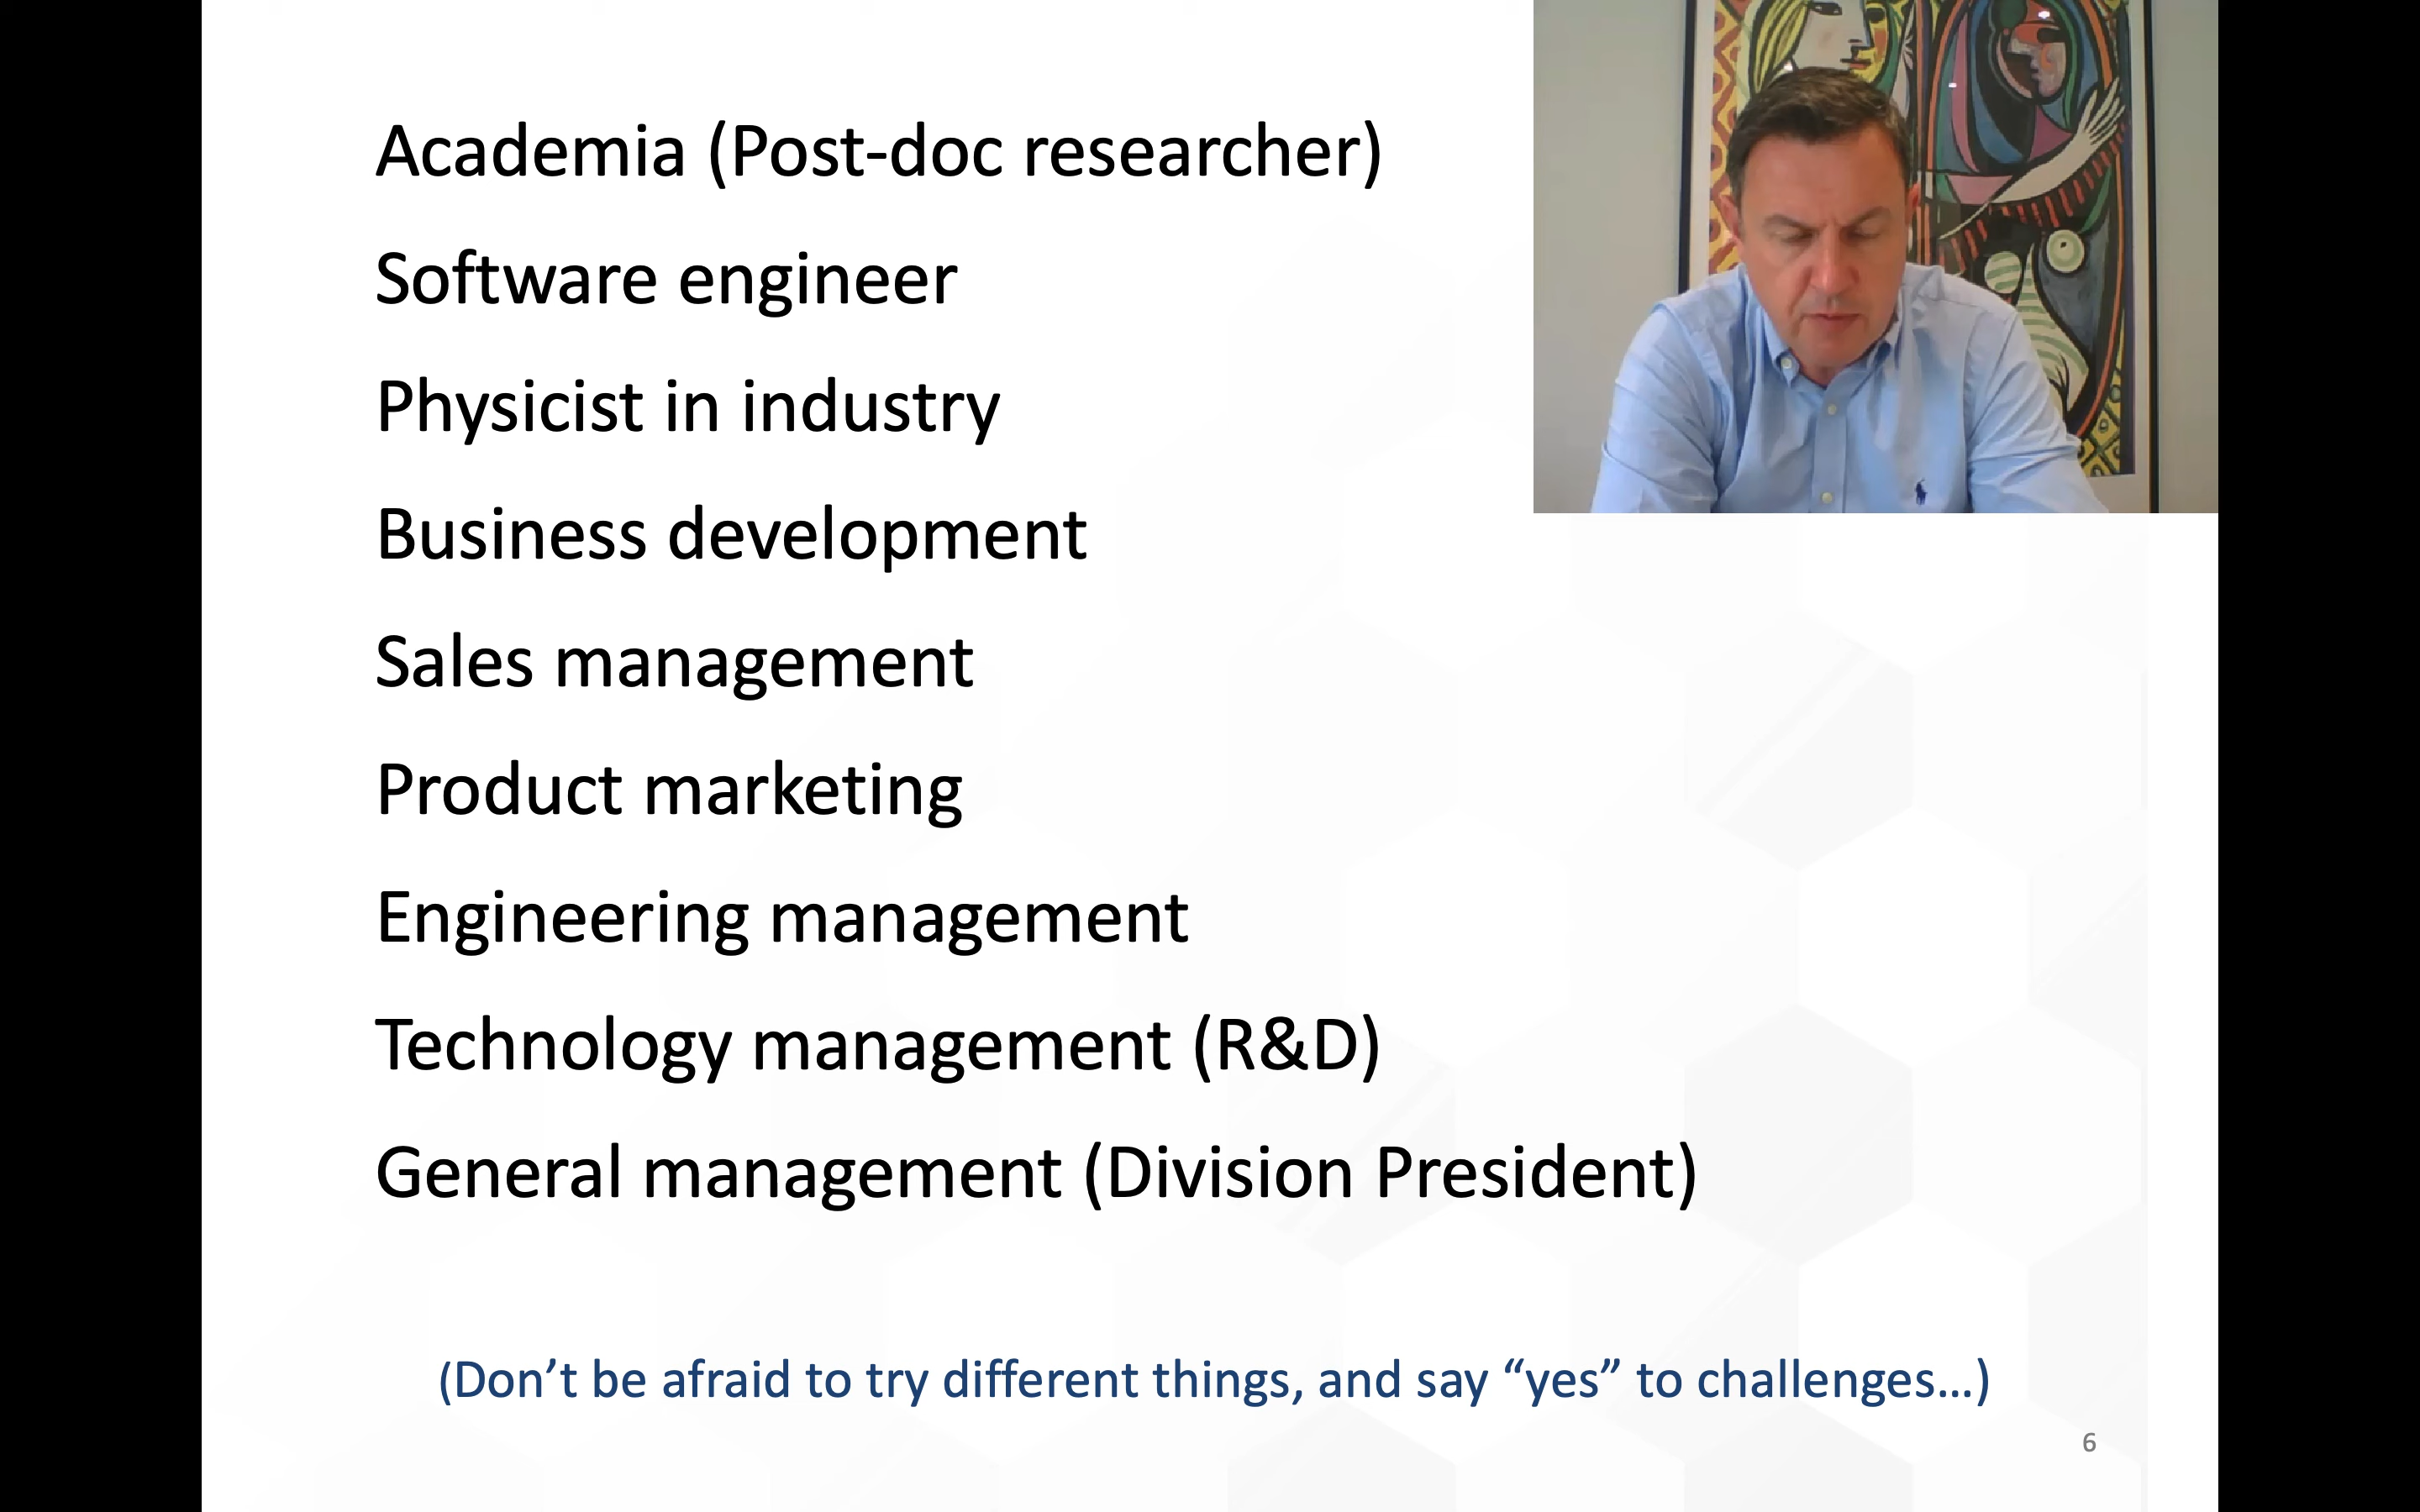 Academia (Post-doc researcher)
Software engineer
Physicist in industry
Business development
Sales management
Product marketing
Engineering management
Technology management (R&D)
General management (Division President)
(Don’t be afraid to try different things, and say “yes” to challenges…)
6